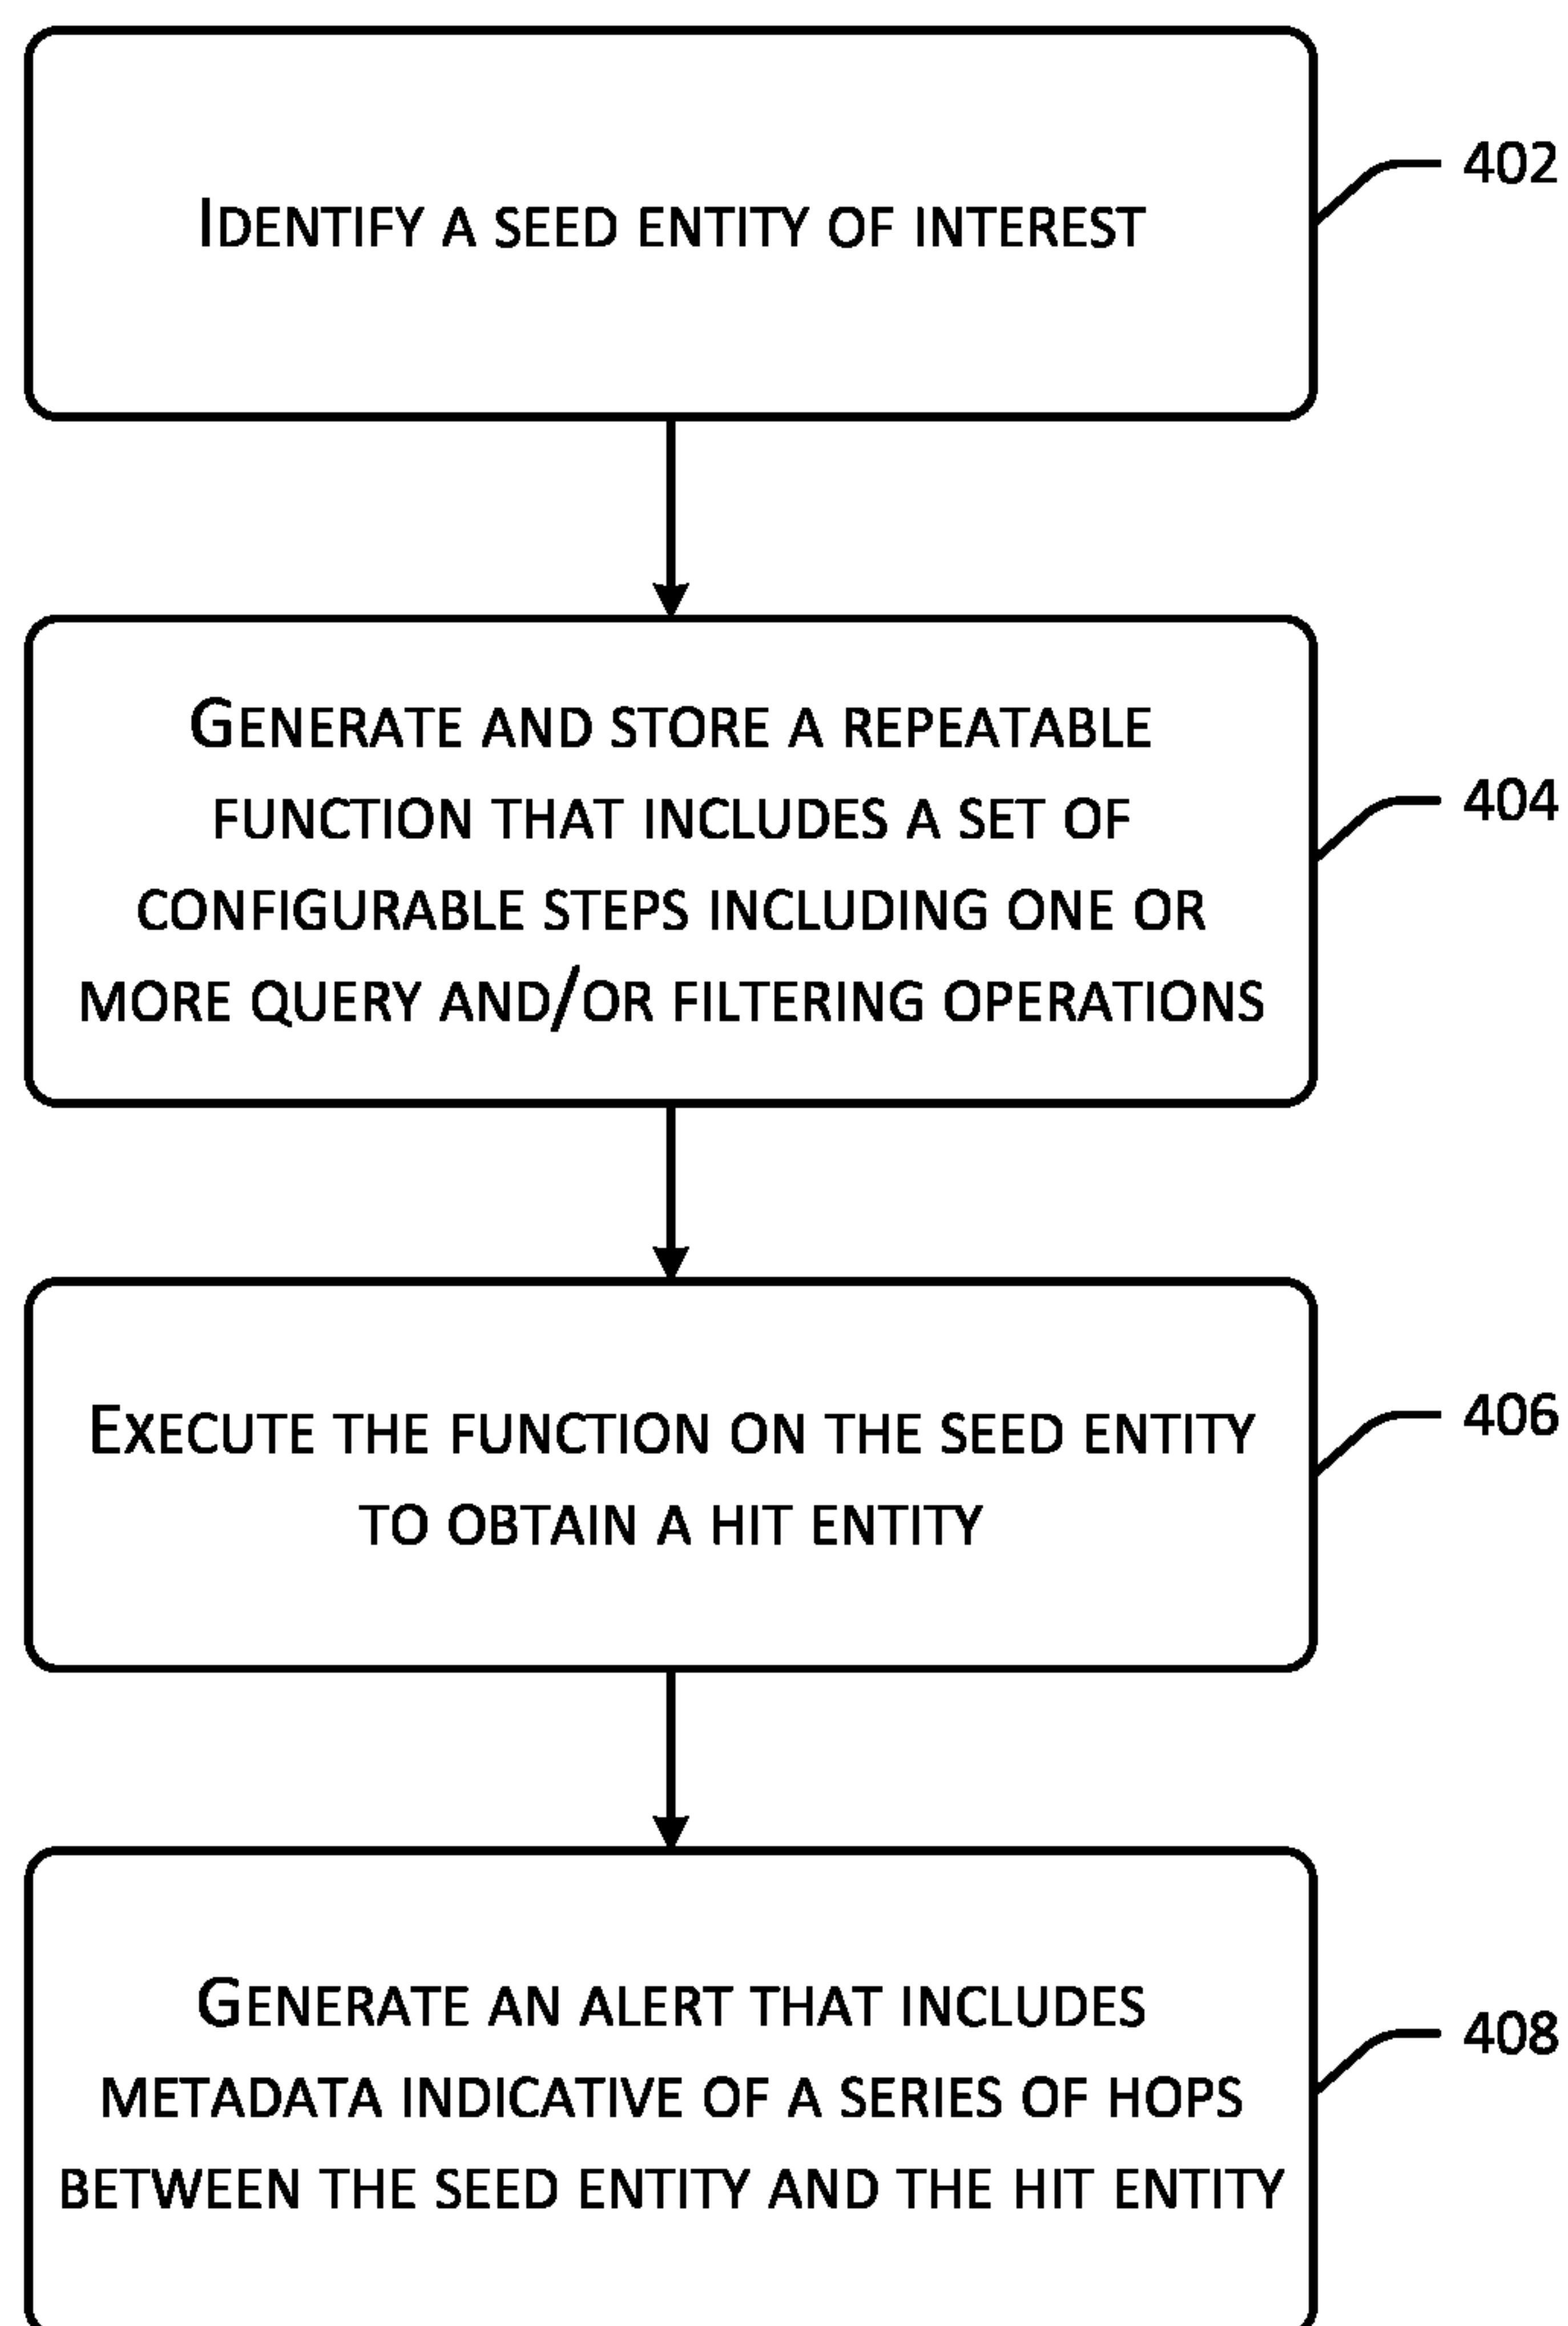 IDENTIFY A SEED ENTITY OF INTEREST
402
GENERATE AND STORE A REPEATABLE
FUNCTION THAT INCLUDES A SET OF
CONFIGURABLE STEPS INCLUDING ONE OR
MORE QUERY AND/OR FILTERING OPERATIONS
404
EXECUTE THE FUNCTION ON THE SEED ENTITY
TO OBTAIN A HIT ENTITY
406
GENERATE AN ALERT THAT INCLUDES
METADATA INDICATIVE OF A SERIES OF HOPS
BETWEEN THE SEED ENTITY AND THE HIT ENTITY
408